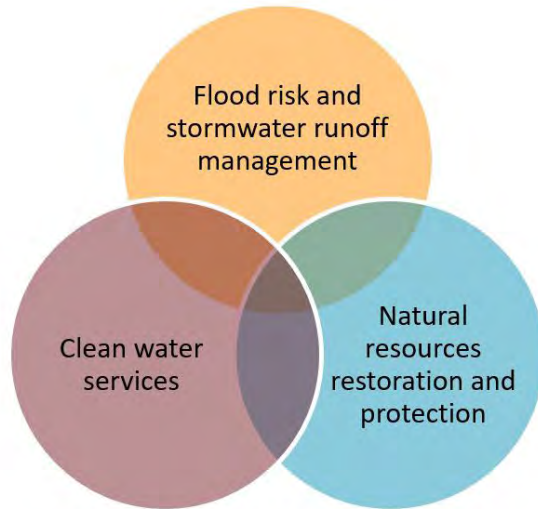 Flood risk and
stormwater runoff
management
Clean water
services
Natural
resources
restoration and
protection